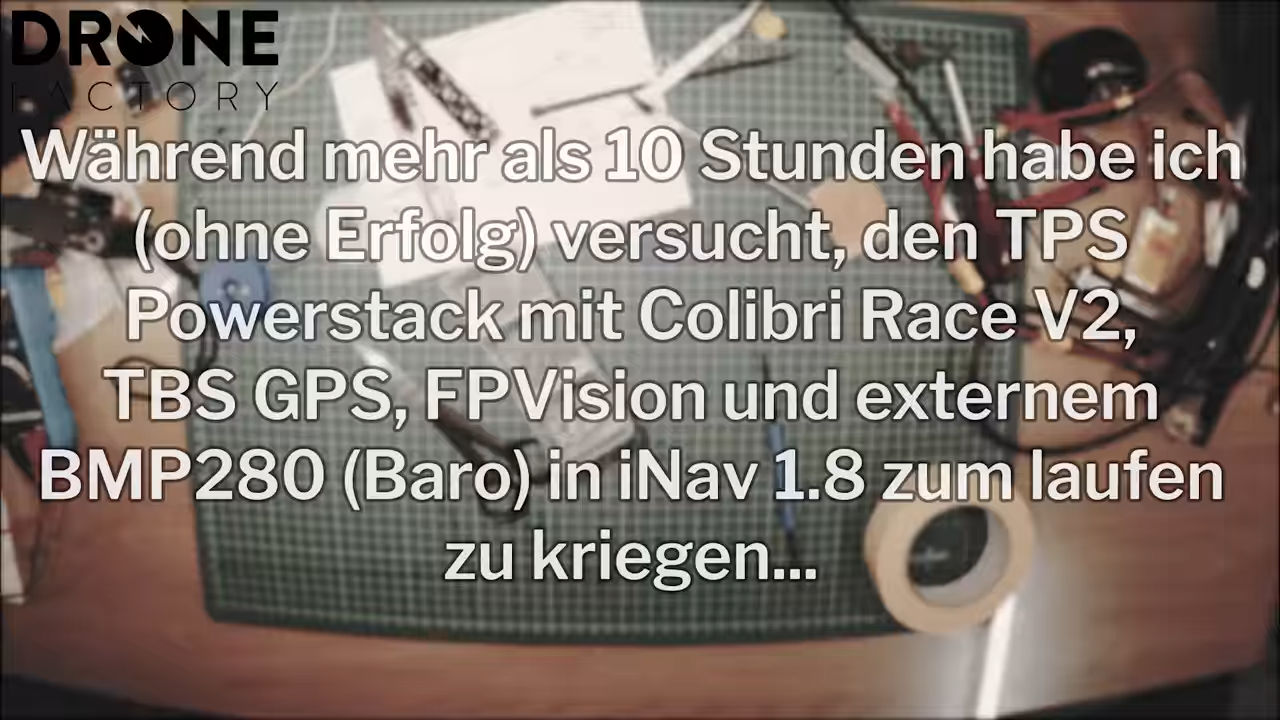 DRONE
FACTORY
Während mehr als 10 Stunden habe ich
(ohne Erfolg) versucht, den TPS
Powerstack mit Colibri Race V2,
TBS GPS, FPVision und externem
BMP280 (Baro) in iNav 1.8 zum laufen
zu kriegen...